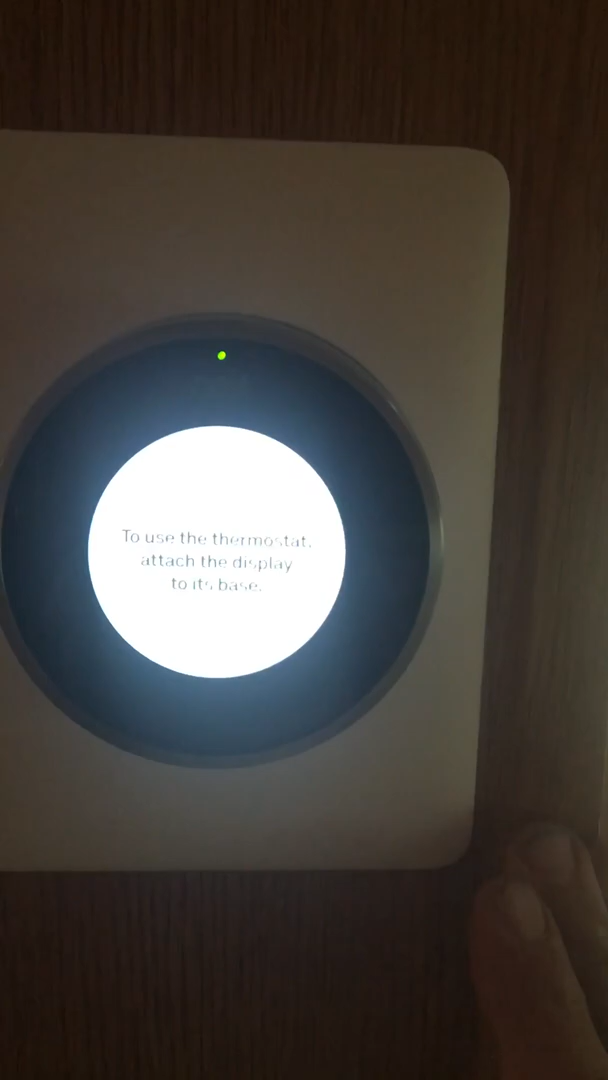 To use the thermostat,
attach the display
to its base.